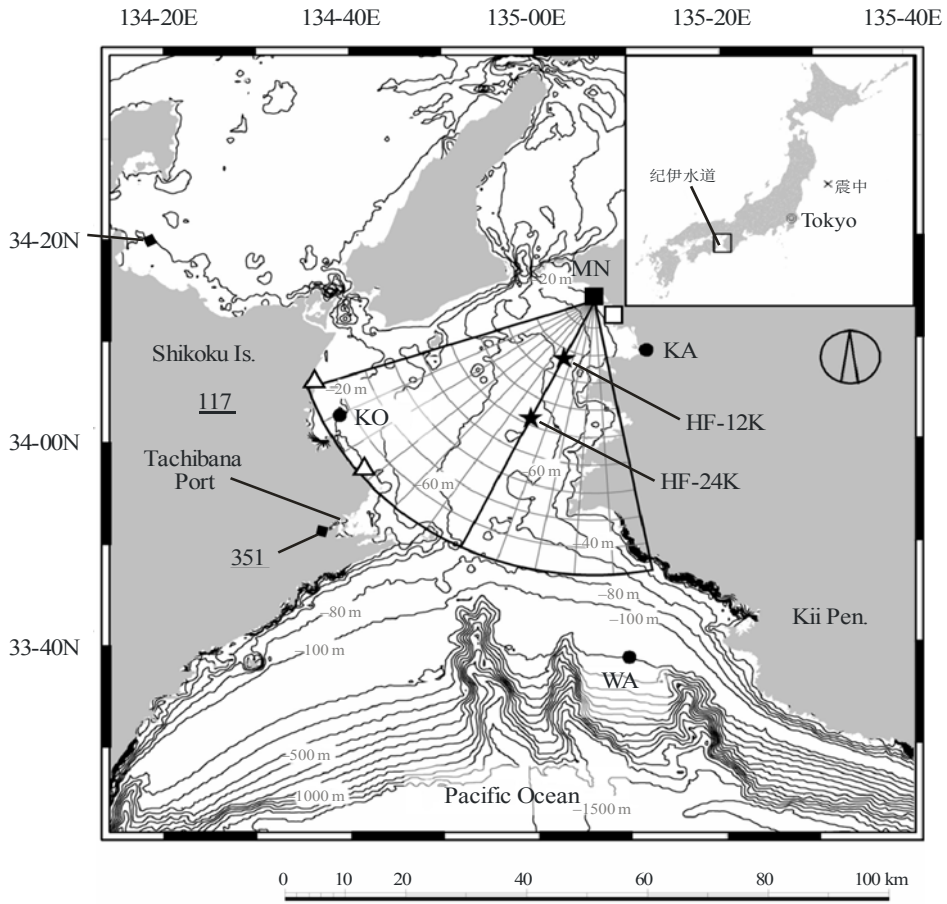 134-20E
134-40E
135-00E
135-20E
135-40E
34-20N
34-00N
33-40N
紀伊水道
×震中
Tokyo
MN
–20 m
KA
Shikoku Is.
117
–20 m
KO
HF-12K
Tachibana
Port
–60 m
–60 m
HF-24K
351
–40 m
–80 m
–80 m
–100 m
–100 m
Kii Pen.
WA
–500 m
1000 m
Pacific Ocean
–1500 m
0 10 20 40 60 80 100 km